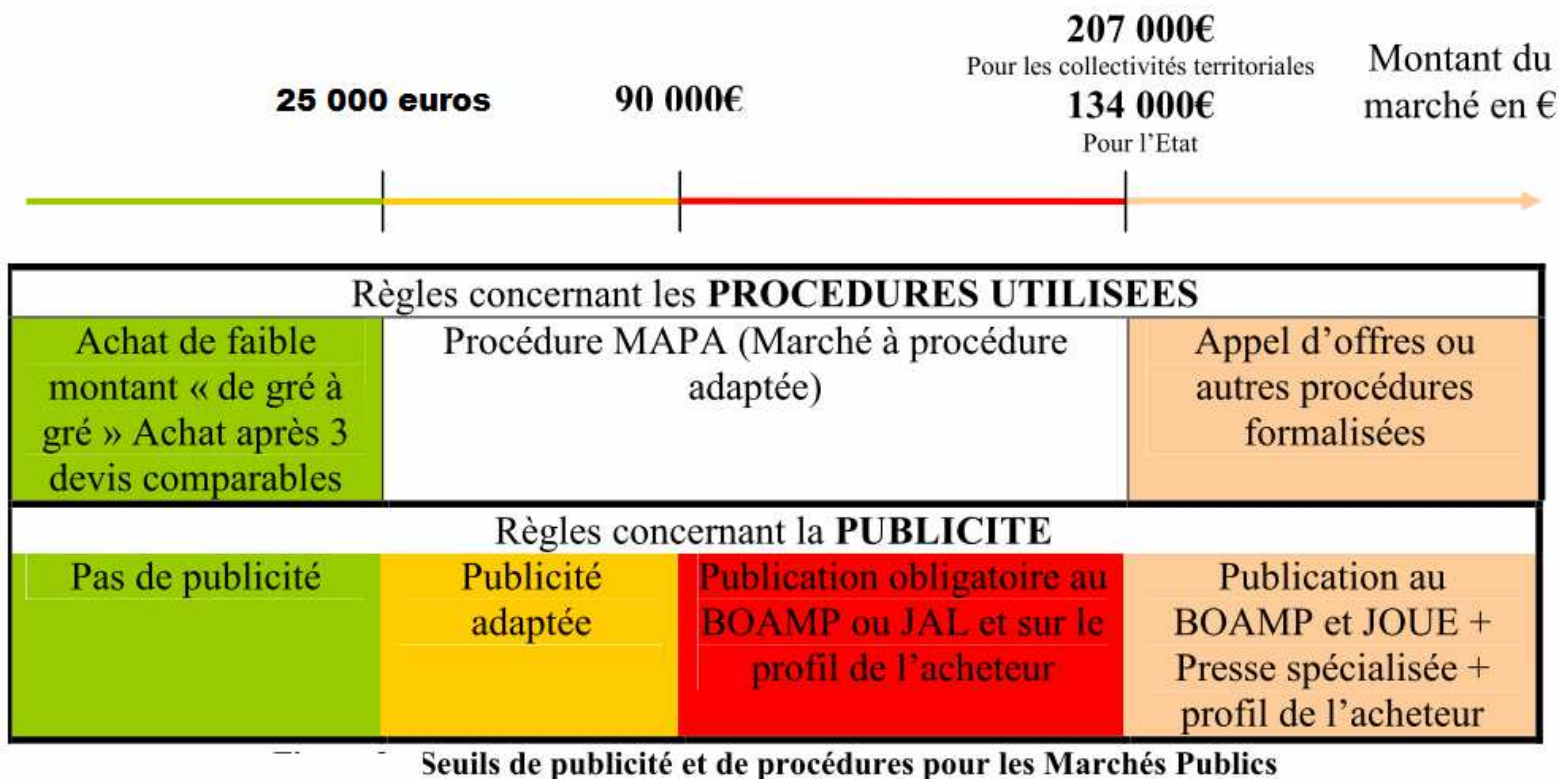 207 000€
Pour les collectivités territoriales
134 000€
Pour l'Etat
Montant du
marché en €
25 000 euros
90 000€
Règles concernant les PROCEDURES UTILISEES
Achat de faible
montant « de gré à
gré » Achat après 3
devis comparables
Procédure MAPA (Marché à procédure
adaptée)
Appel d'offres ou
autres procédures
formalisées
Règles concernant la PUBLICITE
Pas de publicité
Publicité
adaptée
Publication obligatoire au
BOAMP ou JAL et sur le
profil de l'acheteur
Publication au
BOAMP et JOUE +
Presse spécialisée +
profil de l'acheteur
Seuils de publicité et de procédures pour les Marchés Publics